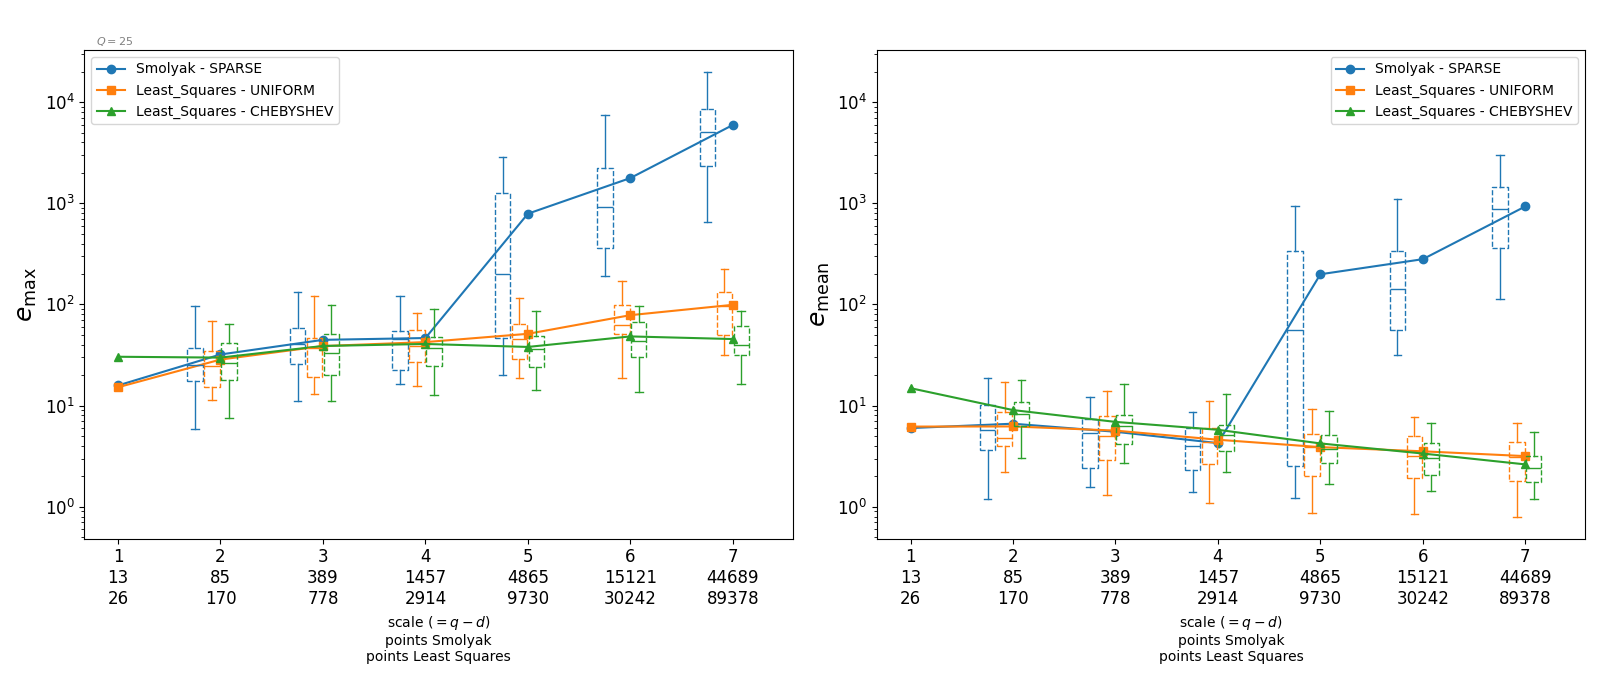 Q = 25
Smolyak - SPARSE
Least_Squares - UNIFORM
Least_Squares - CHEBYSHEV
10^4
10^3
10^2
10^1
10^0
e_max
1 2 3 4 5 6 7
13 85 389 1457 4865 15121 44689
26 170 778 2914 9730 30242 89378
scale (= q − d)
points Smolyak
points Least Squares
Smolyak - SPARSE
Least_Squares - UNIFORM
Least_Squares - CHEBYSHEV
10^4
10^3
10^2
10^1
10^0
e_mean
1 2 3 4 5 6 7
13 85 389 1457 4865 15121 44689
26 170 778 2914 9730 30242 89378
scale (= q − d)
points Smolyak
points Least Squares